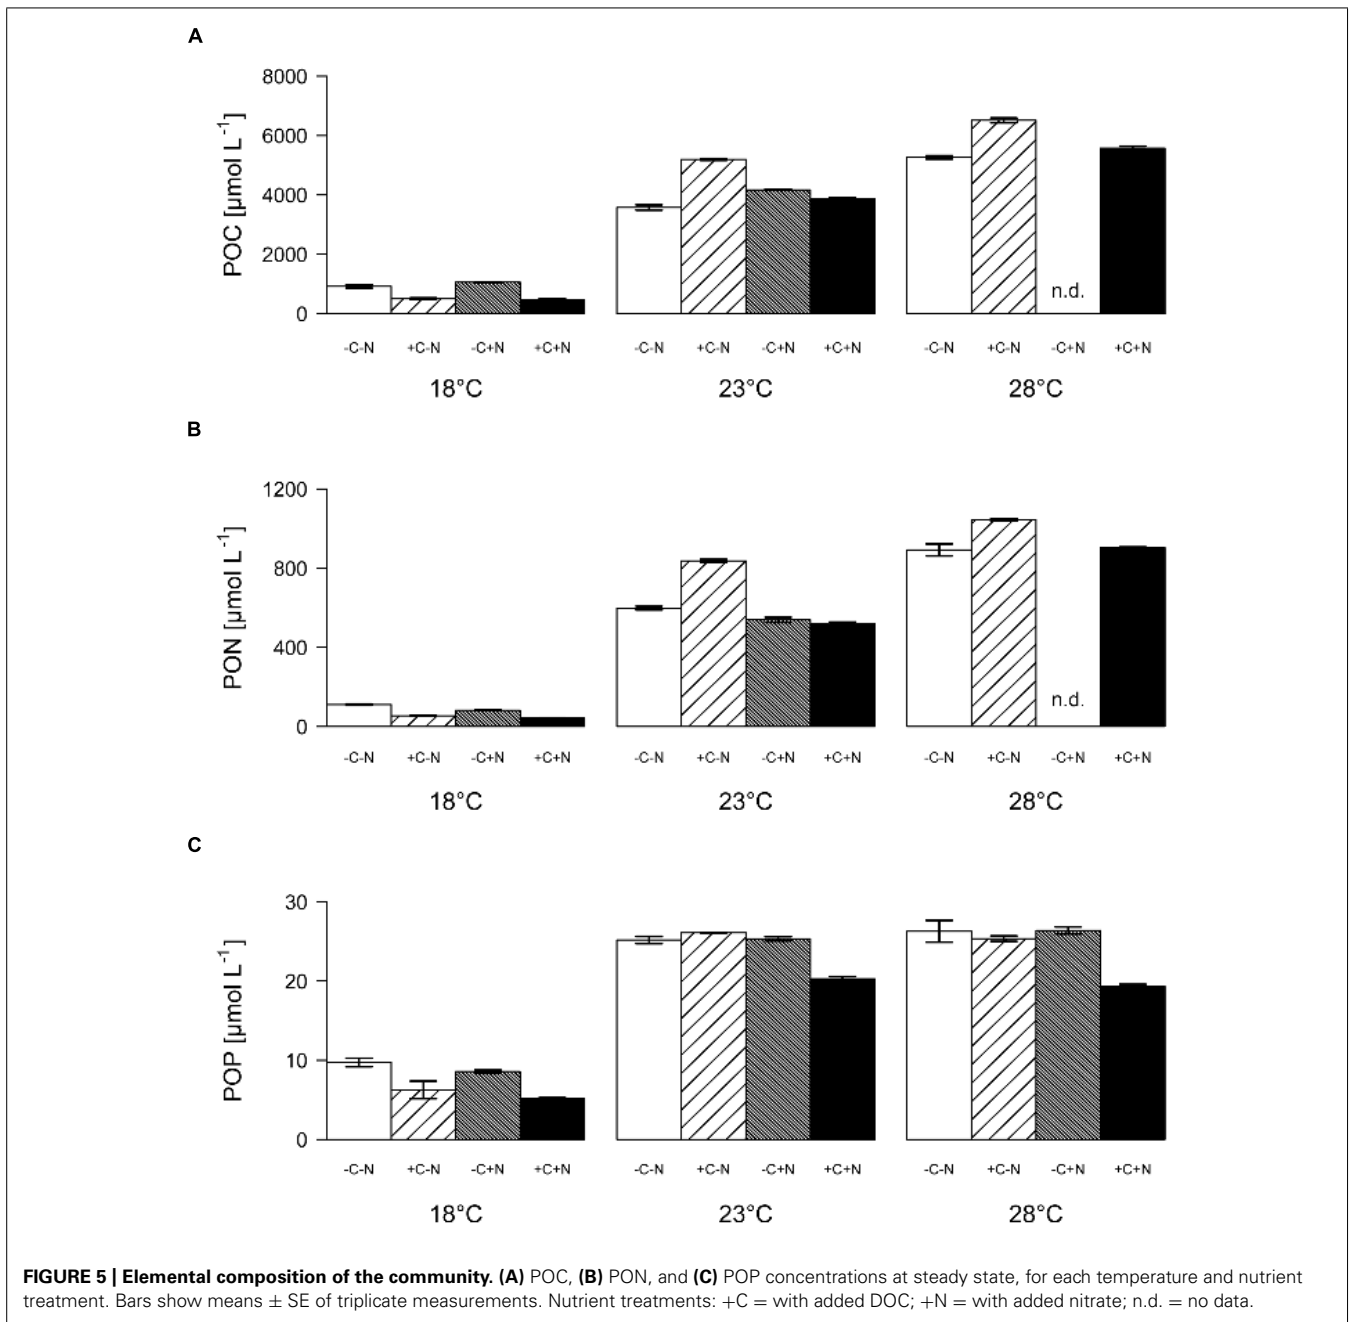 A
8000
6000
4000
2000
0
POC [µmol L⁻¹]
n.d.
-C-N +C-N -C+N +C+N -C-N +C-N -C+N +C+N -C-N +C-N -C+N +C+N
18°C 23°C 28°C
B
1200
800
400
0
PON [µmol L⁻¹]
n.d.
-C-N +C-N -C+N +C+N -C-N +C-N -C+N +C+N -C-N +C-N -C+N +C+N
18°C 23°C 28°C
C
30
20
10
0
POP [µmol L⁻¹]
-C-N +C-N -C+N +C+N -C-N +C-N -C+N +C+N -C-N +C-N -C+N +C+N
18°C 23°C 28°C
FIGURE 5 | Elemental composition of the community. (A) POC, (B) PON, and (C) POP concentrations at steady state, for each temperature and nutrient
treatment. Bars show means ± SE of triplicate measurements. Nutrient treatments: +C = with added DOC; +N = with added nitrate; n.d. = no data.